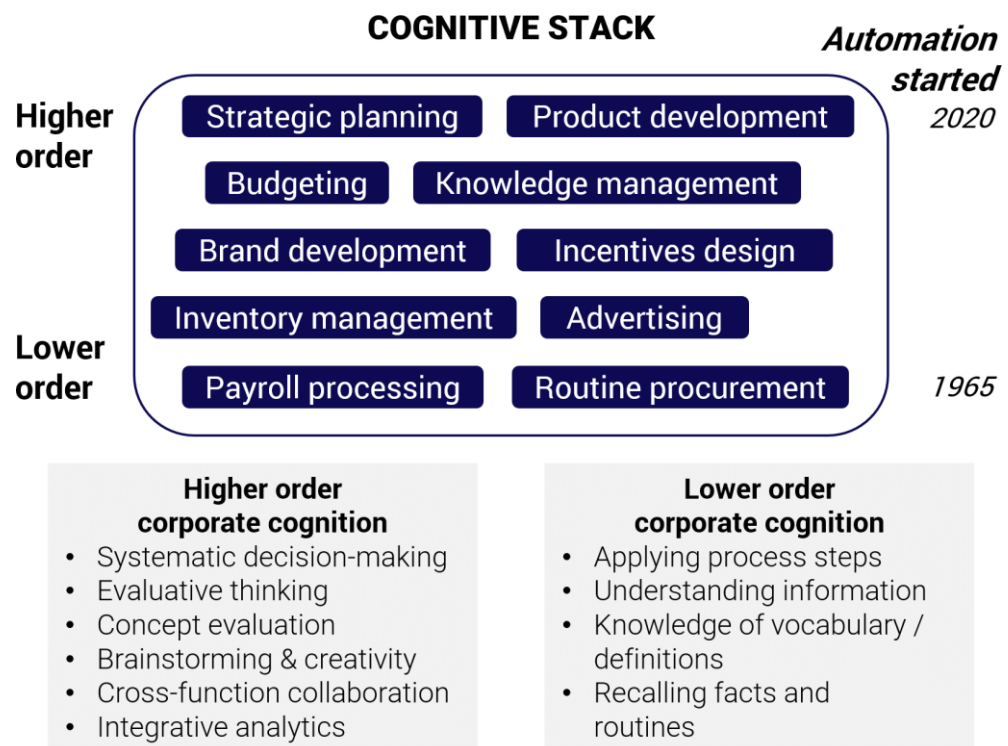 COGNITIVE STACK
Automation
started
Higher
order
2020
Strategic planning
Product development
Budgeting
Knowledge management
Brand development
Incentives design
Inventory management
Advertising
Lower
order
Payroll processing
Routine procurement
1965
Higher order
corporate cognition
• Systematic decision-making
• Evaluative thinking
• Concept evaluation
• Brainstorming & creativity
• Cross-function collaboration
• Integrative analytics
Lower order
corporate cognition
• Applying process steps
• Understanding information
• Knowledge of vocabulary /
definitions
• Recalling facts and
routines